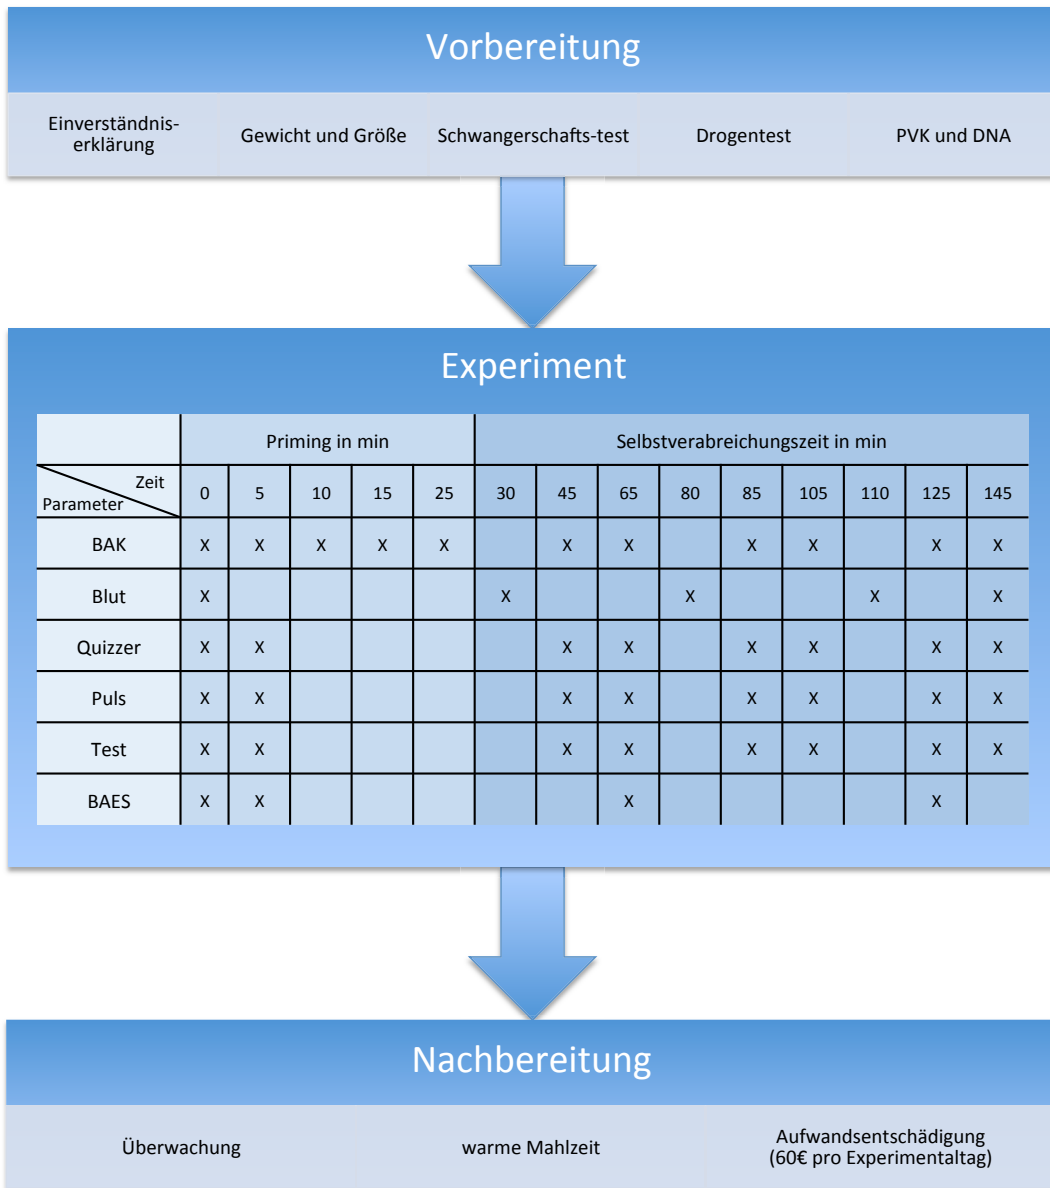 Vorbereitung
Einverständnis-
erklärung
Gewicht und Größe
Schwangerschafts-test
Drogentest
PVK und DNA
Experiment
Priming in min
Selbstverabreichungszeit in min
Zeit
Parameter
0 5 10 15 25 30 45 65 80 85 105 110 125 145
BAK X X X X X X X X X X X
Blut X X X X X
Quizzer X X X X X X X X
Puls X X X X X X X X
Test X X X X X X X X
BAES X X X X
Nachbereitung
Überwachung
warme Mahlzeit
Aufwandsentschädigung
(60€ pro Experimentaltag)